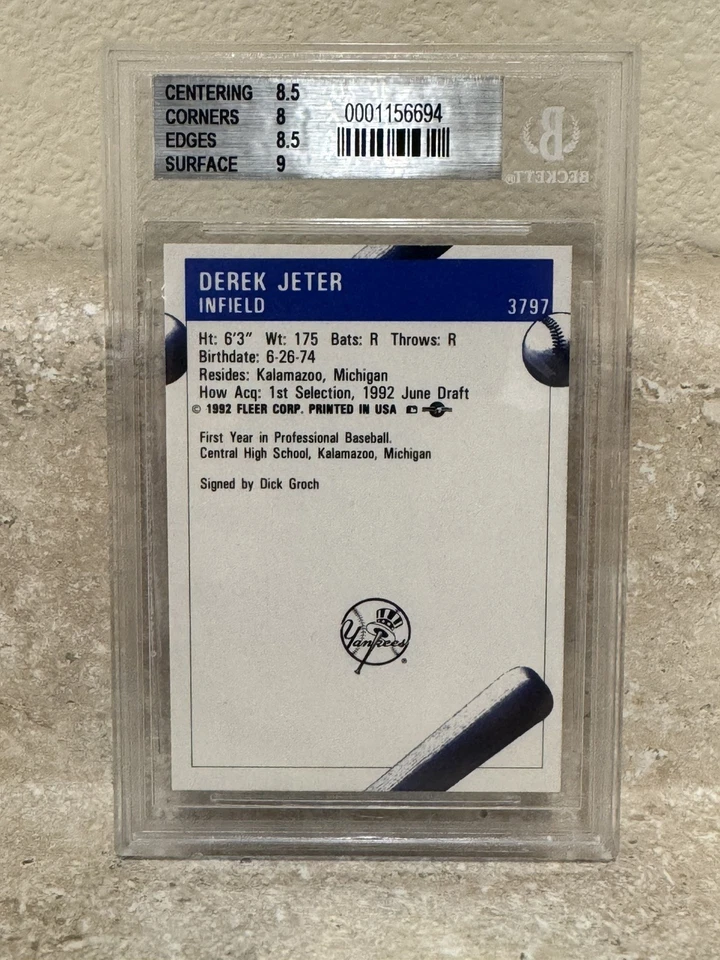 CENTERING 8.5
CORNERS 8
EDGES 8.5
SURFACE 9
0001156694
B
BECKETT®
DEREK JETER
INFIELD 3797
Ht: 6'3" Wt: 175 Bats: R Throws: R
Birthdate: 6-26-74
Resides: Kalamazoo, Michigan
How Acq: 1st Selection, 1992 June Draft
© 1992 FLEER CORP. PRINTED IN USA
First Year in Professional Baseball.
Central High School, Kalamazoo, Michigan
Signed by Dick Groch
Yankees®